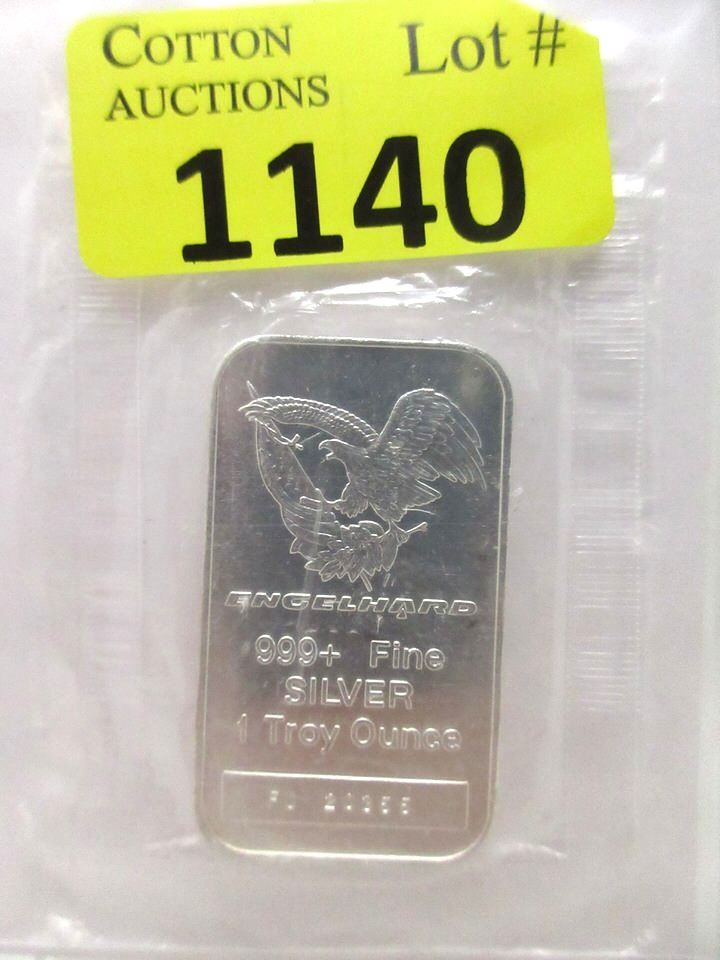 COTTON Lot #
AUCTIONS
1140
ENGELHARD
999+ Fine
SILVER
1 Troy Ounce